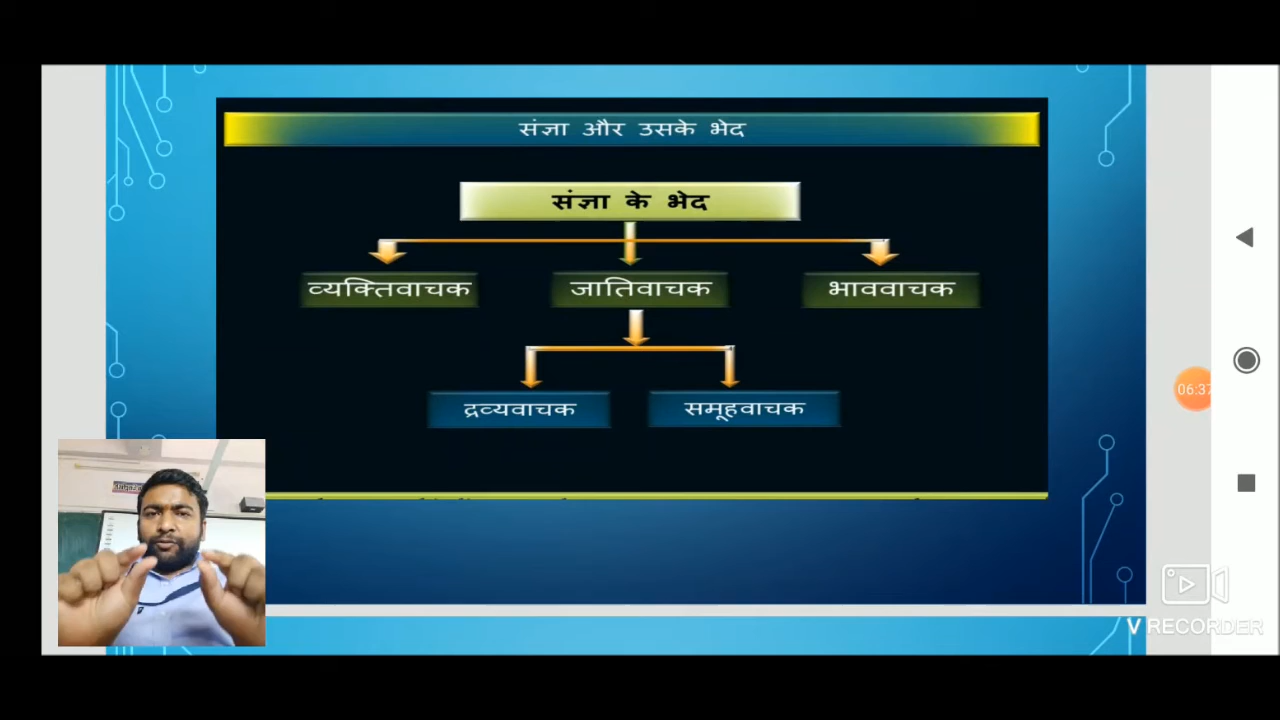 संज्ञा और उसके भेद
संज्ञा के भेद
व्यक्तिवाचक जातिवाचक भाववाचक
द्रव्यवाचक समूहवाचक
06:37
V RECORDER